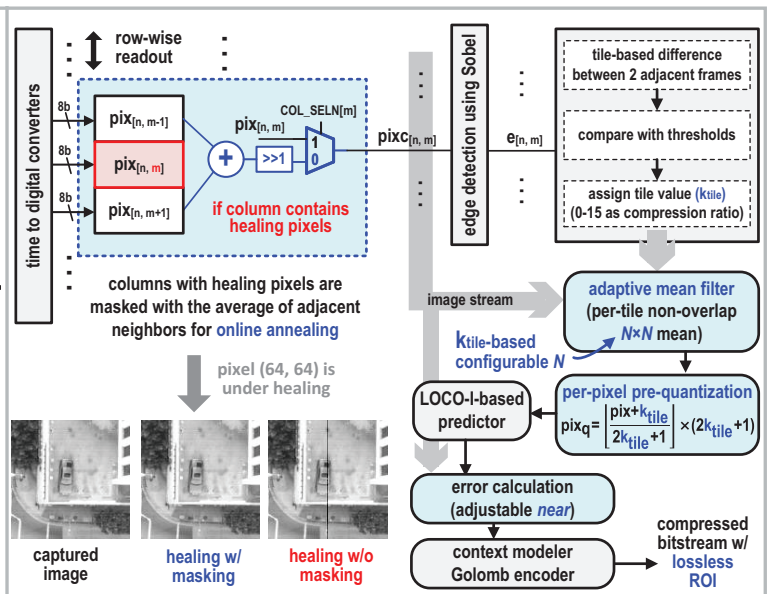 row-wise
readout
time to digital converters
8b
8b
8b
pix[n, m-1]
pix[n, m]
pix[n, m+1]
+
>>1
pix[n, m]
COL_SELN[m]
1
0
if column contains
healing pixels
pixc[n, m]
columns with healing pixels are
masked with the average of adjacent
neighbors for online annealing
pixel (64, 64) is
under healing
captured
image
healing w/
masking
healing w/o
masking
edge detection using Sobel
e[n, m]
tile-based difference
between 2 adjacent frames
compare with thresholds
assign tile value (ktile)
(0-15 as compression ratio)
image stream
adaptive mean filter
(per-tile non-overlap
N×N mean)
ktile-based
configurable N
per-pixel pre-quantization
pixq = ⌊(pix+ktile)/(2ktile+1)⌋ ×(2ktile+1)
LOCO-I-based
predictor
error calculation
(adjustable near)
context modeler
Golomb encoder
compressed
bitstream w/
lossless
ROI